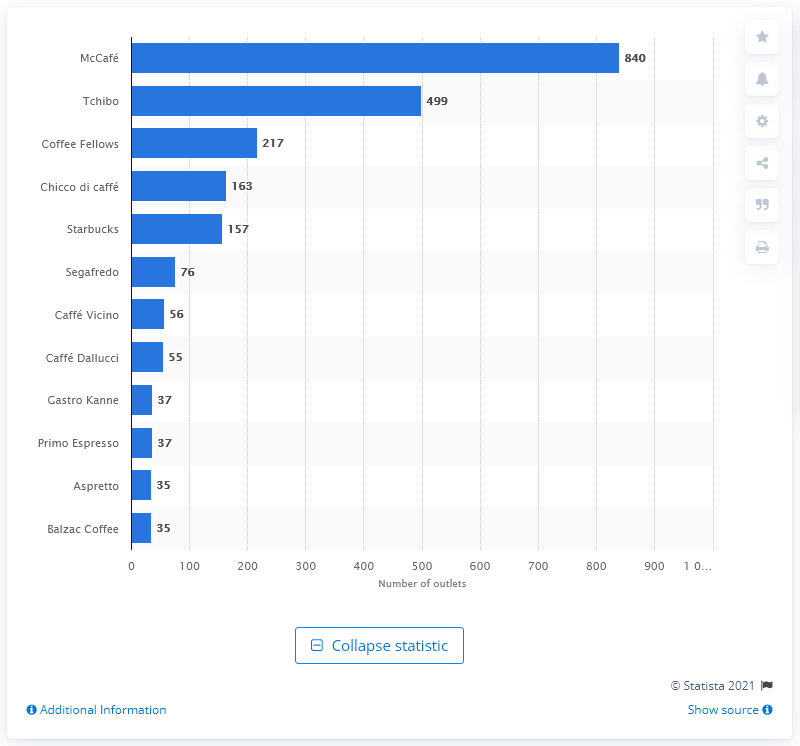 McCafé 840
Tchibo 499
Coffee Fellows 217
Chicco di caffé 163
Starbucks 157
Segafredo 76
Caffé Vicino 56
Caffé Dallucci 55
Gastro Kanne 37
Primo Espresso 37
Aspretto 35
Balzac Coffee 35
0 100 200 300 400 500 600 700 800 900 1 0…
Number of outlets
Collapse statistic
© Statista 2021
Additional Information Show source